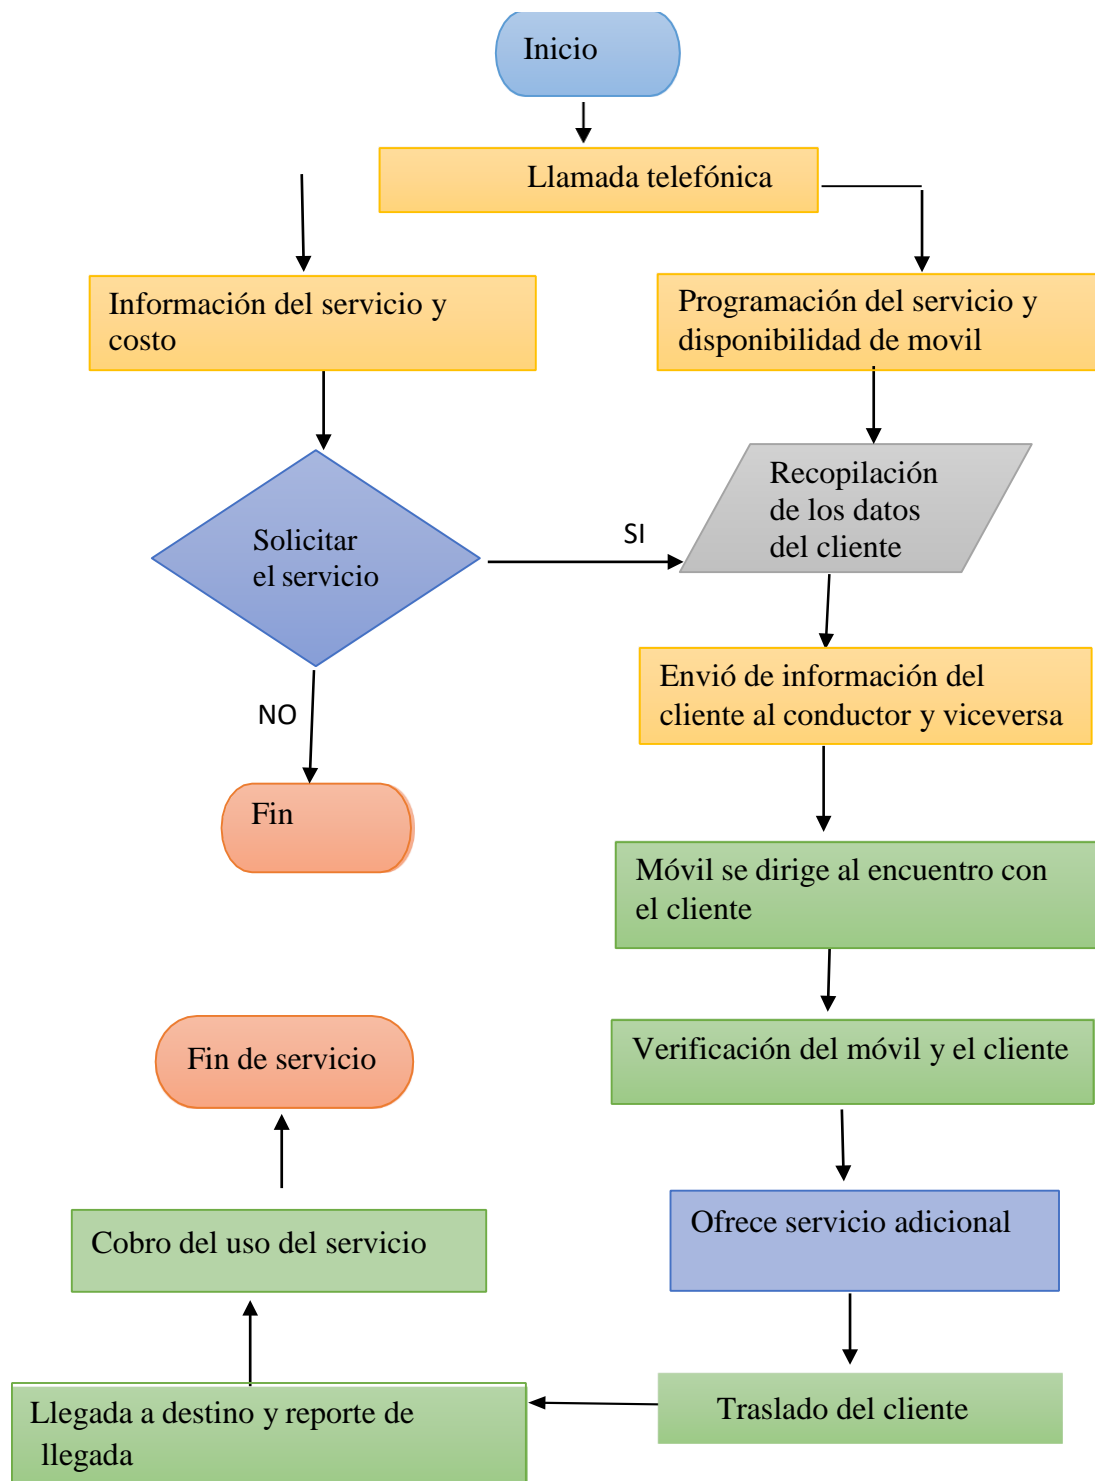 Inicio
Llamada telefónica
Información del servicio y
costo
Programación del servicio y
disponibilidad de movil
Solicitar
el servicio
SI
Recopilación
de los datos
del cliente
NO
Fin
Envió de información del
cliente al conductor y viceversa
Móvil se dirige al encuentro con
el cliente
Verificación del móvil y el cliente
Ofrece servicio adicional
Traslado del cliente
Llegada a destino y reporte de
llegada
Cobro del uso del servicio
Fin de servicio